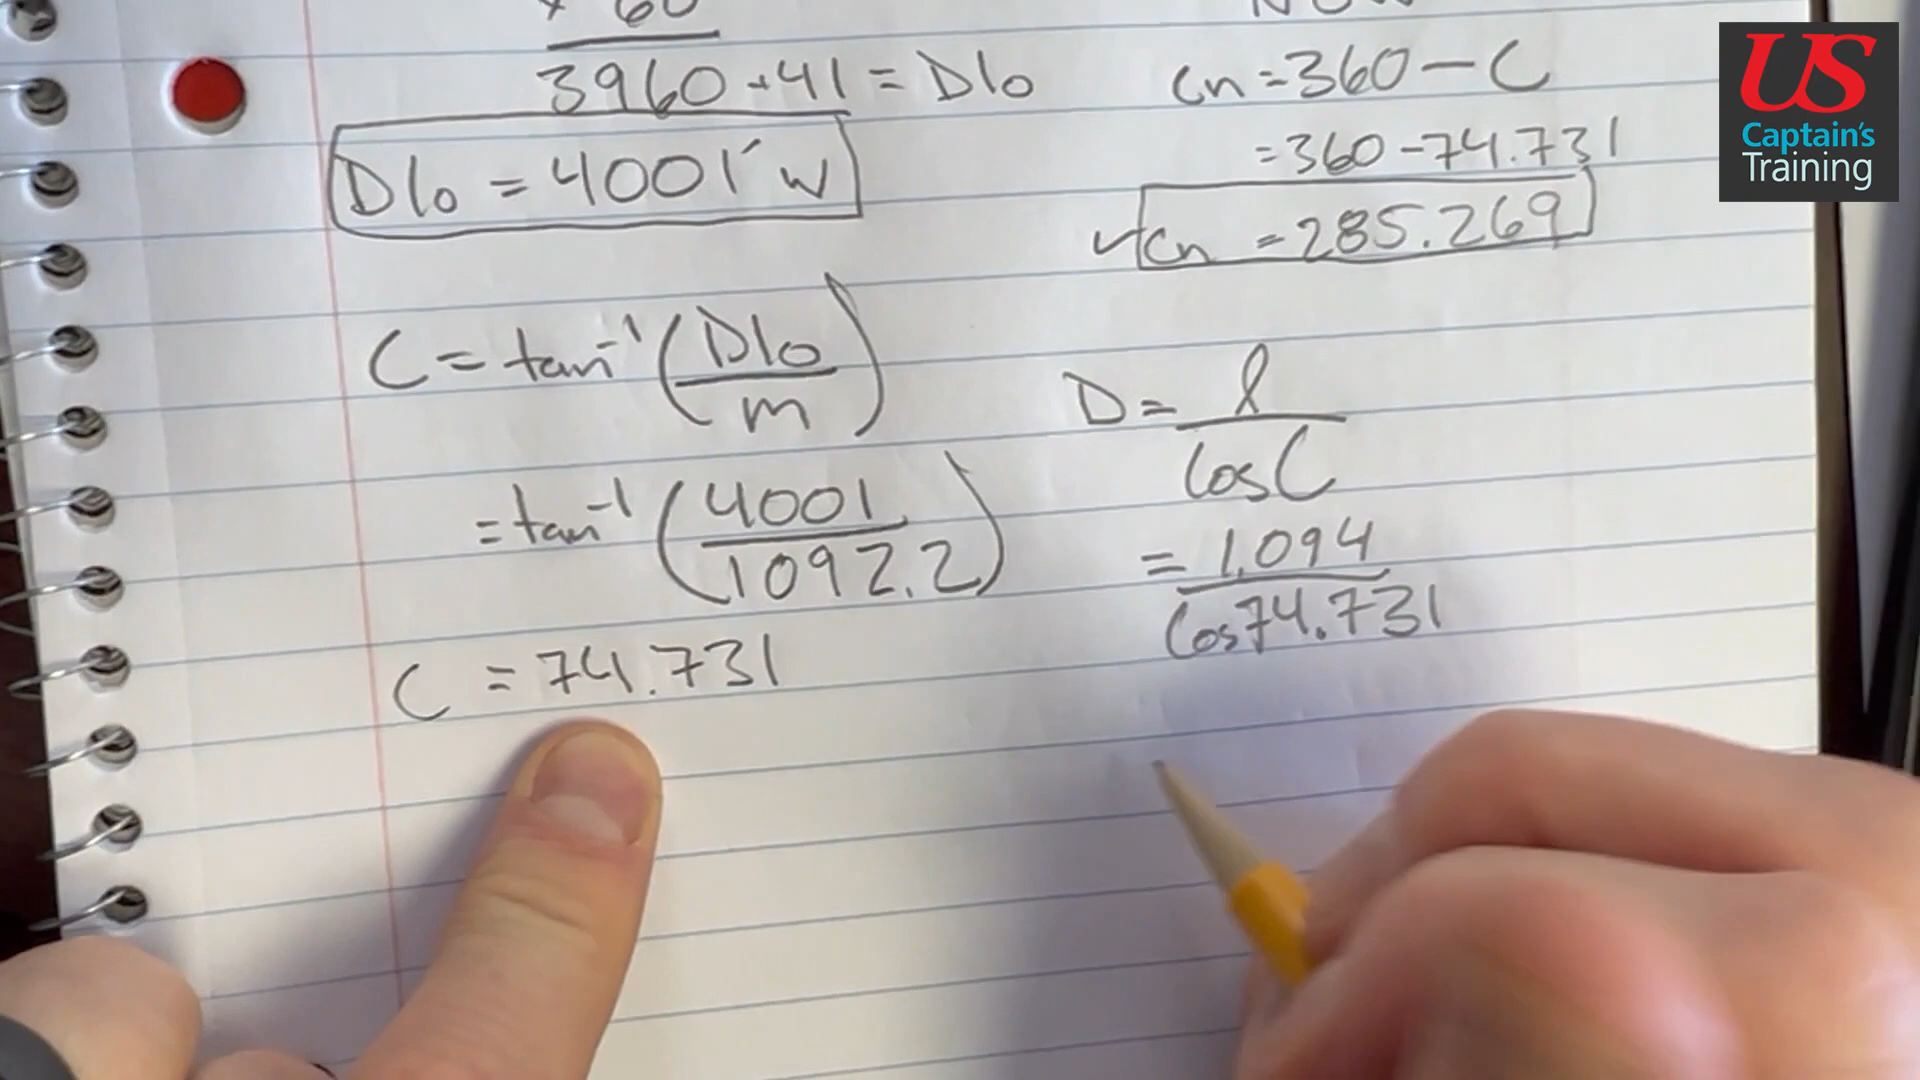 × 60
3960 + 41 = Dlo
Dlo = 4001' W
C = tan⁻¹ (Dlo / m)
= tan⁻¹ (4001 / 1092.2)
C = 74.731
Cn = 360 - C
= 360 - 74.731
✓ Cn = 285.269
D = l / cos C
= 1,094 / Cos 74.731
US
Captain's
Training